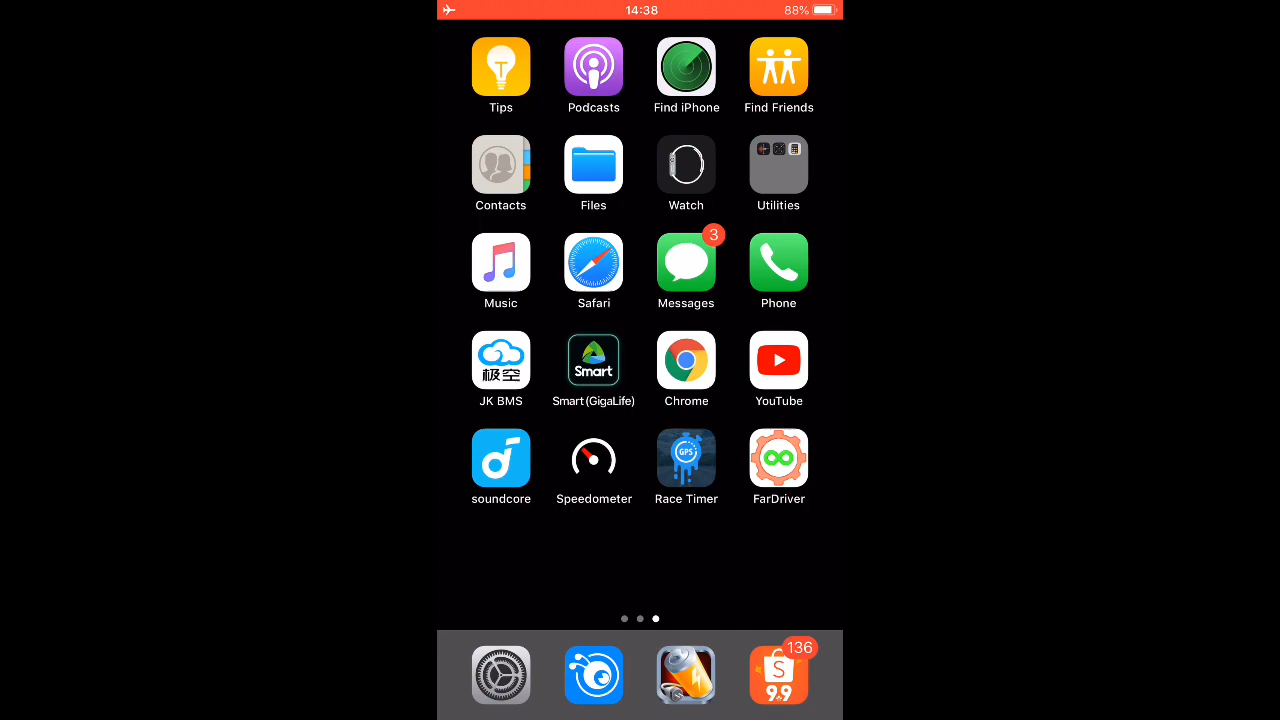 14:38 88%
Tips Podcasts Find iPhone Find Friends
Contacts Files Watch Utilities
3
Music Safari Messages Phone
极空 Smart
JK BMS Smart (GigaLife) Chrome YouTube
GPS
soundcore Speedometer Race Timer FarDriver
136
S
9.9